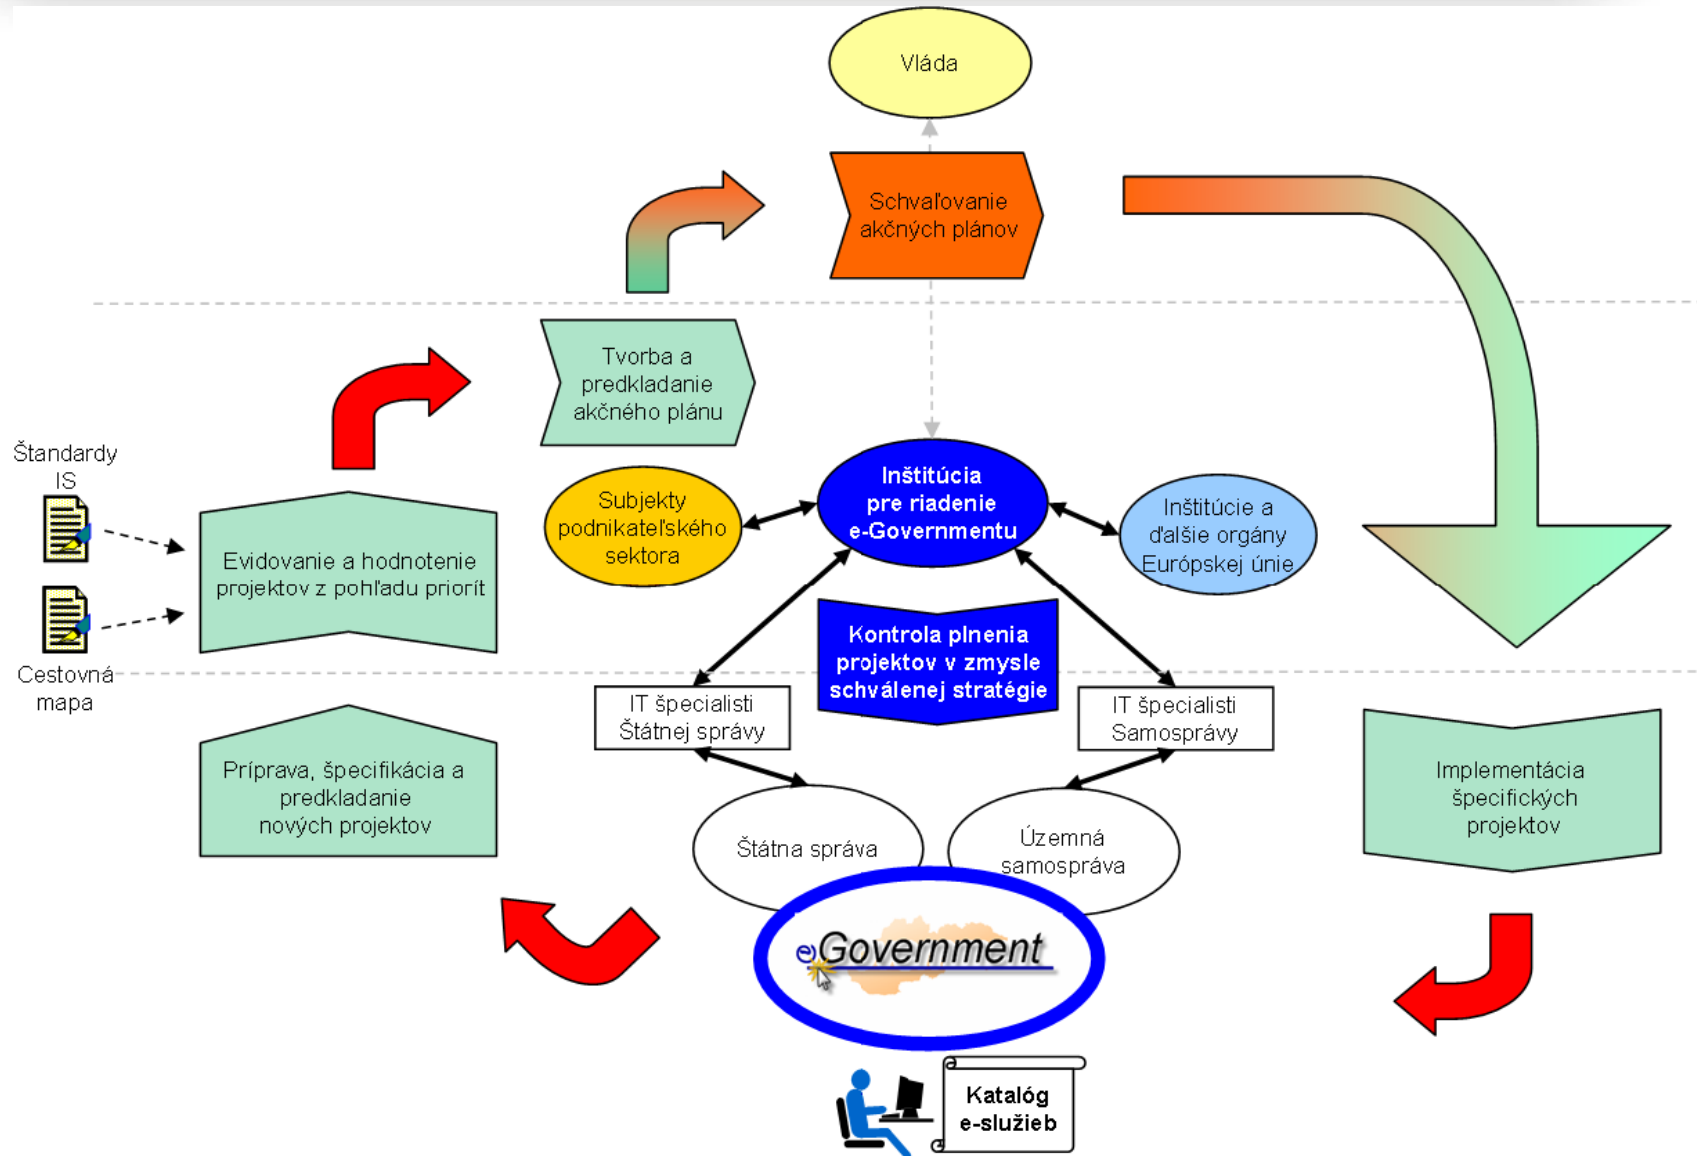 Vláda
Schvaľovanie
akčných plánov
Tvorba a
predkladanie
akčného plánu
Štandardy
IS
Evidovanie a hodnotenie
projektov z pohľadu priorít
Cestovná
mapa
Subjekty
podnikateľského
sektora
Inštitúcia
pre riadenie
e-Governmentu
Inštitúcie a
ďalšie orgány
Európskej únie
Kontrola plnenia
projektov v zmysle
schválenej stratégie
IT špecialisti
Štátnej správy
IT špecialisti
Samosprávy
Príprava, špecifikácia a
predkladanie
nových projektov
Implementácia
špecifických
projektov
Štátna správa
Územná
samospráva
eGovernment
Katalóg
e-služieb